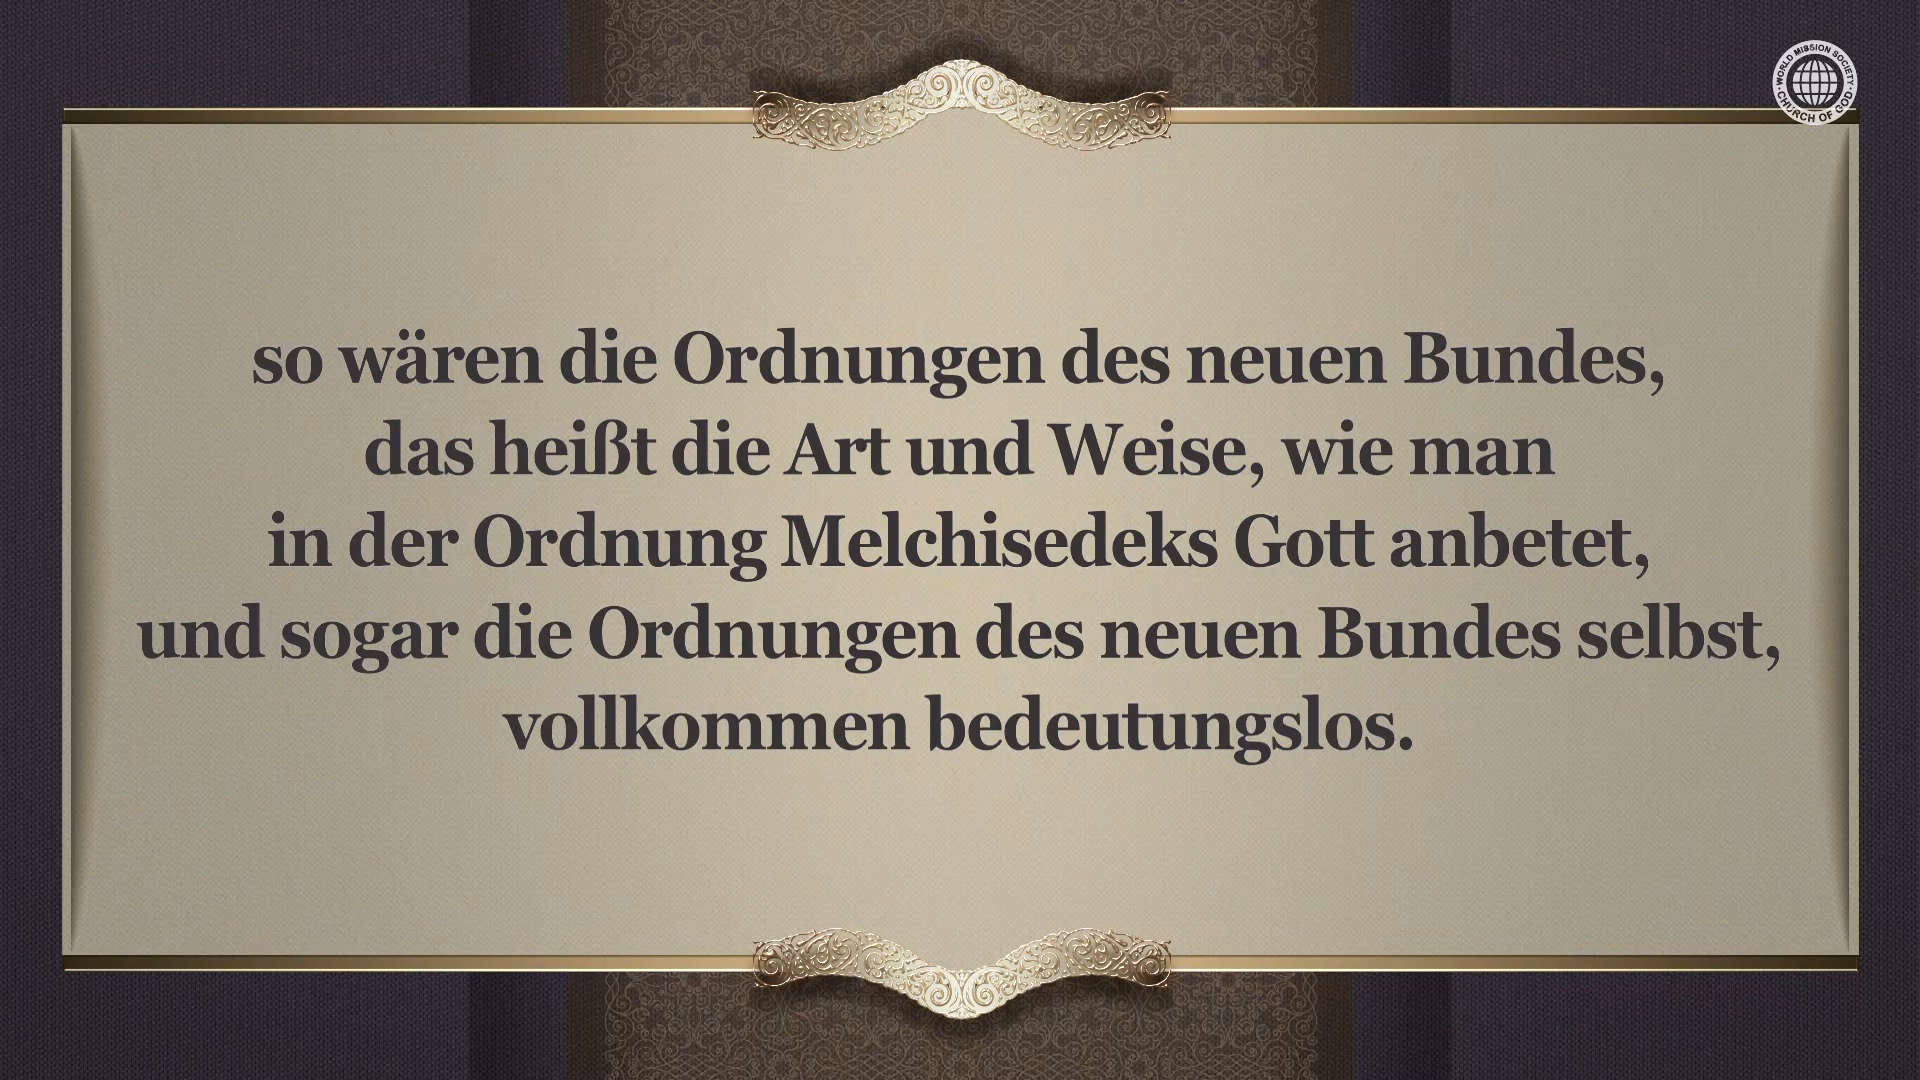 WORLD MISSION SOCIETY
CHURCH OF GOD
so wären die Ordnungen des neuen Bundes,
das heißt die Art und Weise, wie man
in der Ordnung Melchisedeks Gott anbetet,
und sogar die Ordnungen des neuen Bundes selbst,
vollkommen bedeutungslos.